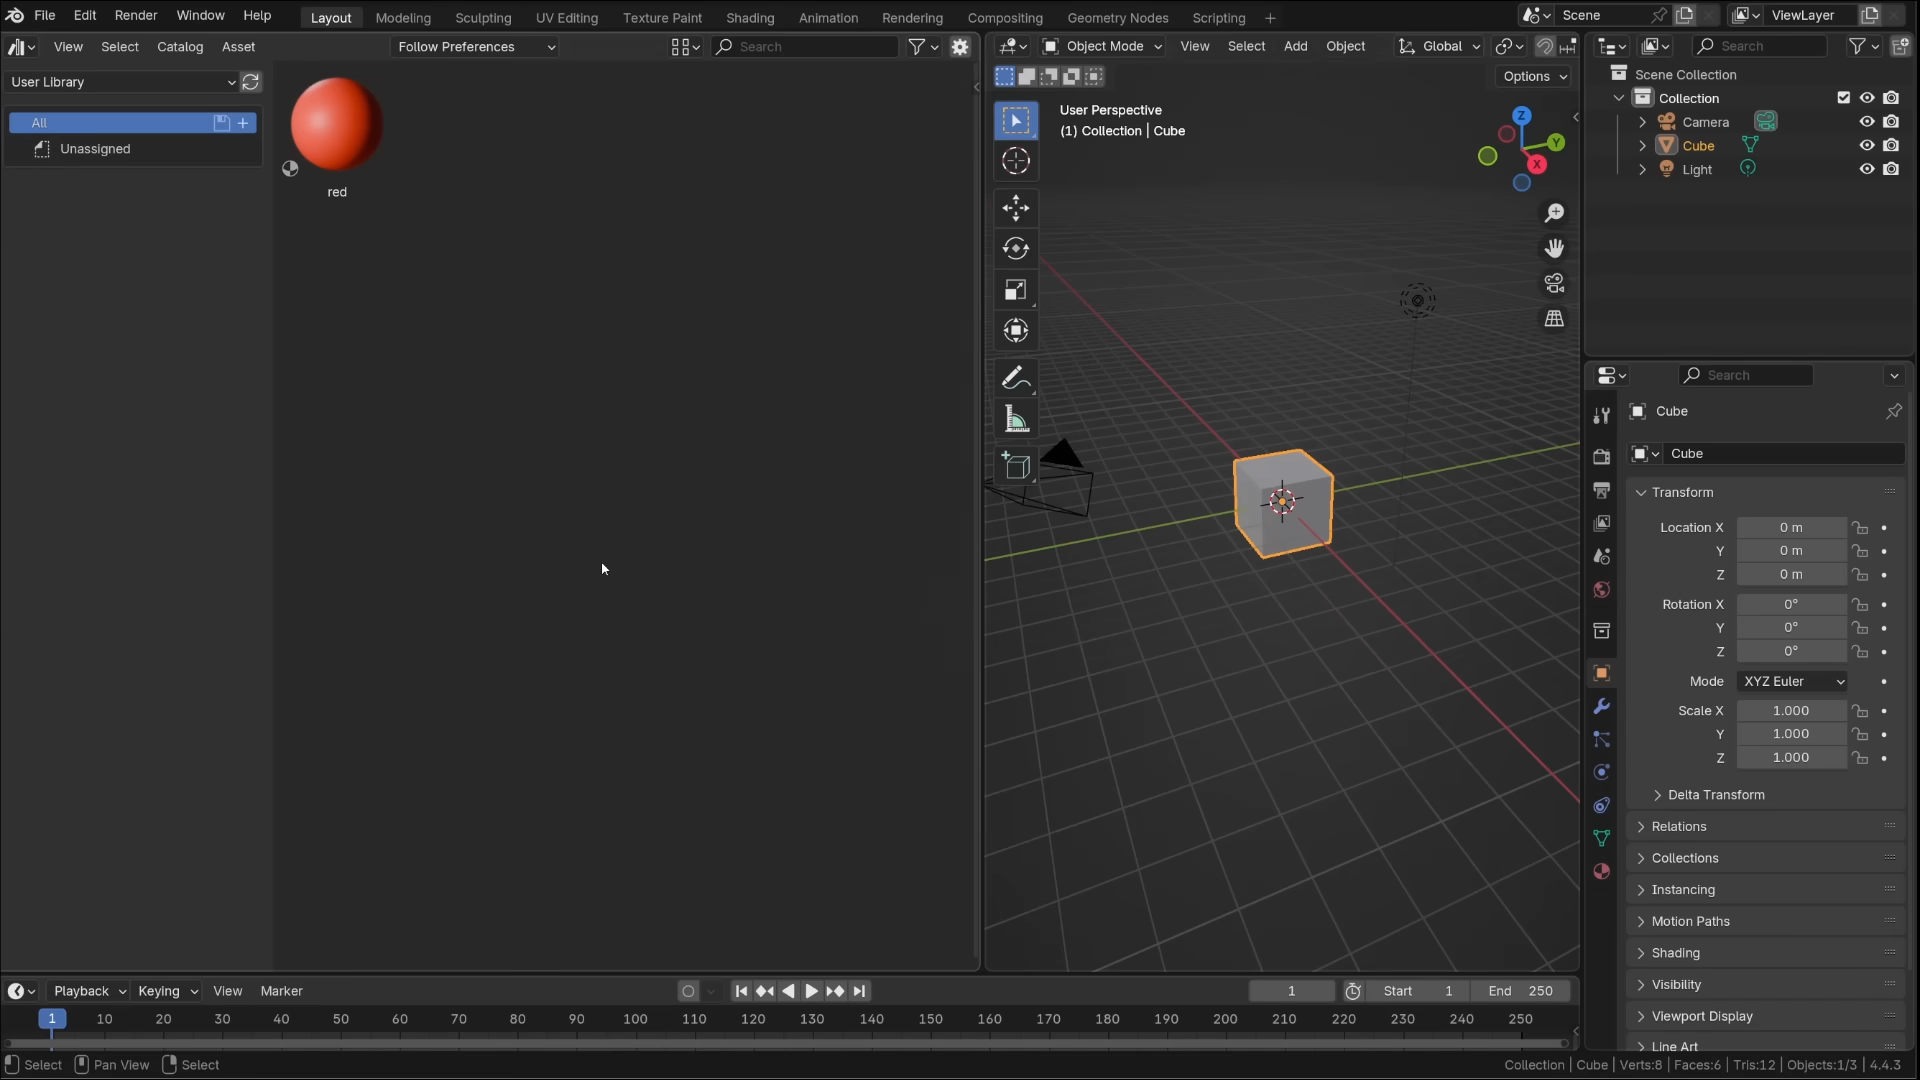 File Edit Render Window Help Layout Modeling Sculpting UV Editing Texture Paint Shading Animation Rendering Compositing Geometry Nodes Scripting + Scene ViewLayer
View Select Catalog Asset Follow Preferences Search
User Library
All
Unassigned
red
Object Mode View Select Add Object Global
Options
User Perspective
(1) Collection | Cube
Z
Y
X
Search
Scene Collection
Collection
Camera
Cube
Light
Search
Cube
Cube
Transform
Location X 0 m
Y 0 m
Z 0 m
Rotation X 0°
Y 0°
Z 0°
Mode XYZ Euler
Scale X 1.000
Y 1.000
Z 1.000
Delta Transform
Relations
Collections
Instancing
Motion Paths
Shading
Visibility
Viewport Display
Line Art
Playback Keying View Marker 1 Start 1 End 250
1 10 20 30 40 50 60 70 80 90 100 110 120 130 140 150 160 170 180 190 200 210 220 230 240 250
Select Pan View Select Collection | Cube | Verts:8 | Faces:6 | Tris:12 | Objects:1/3 | 4.4.3